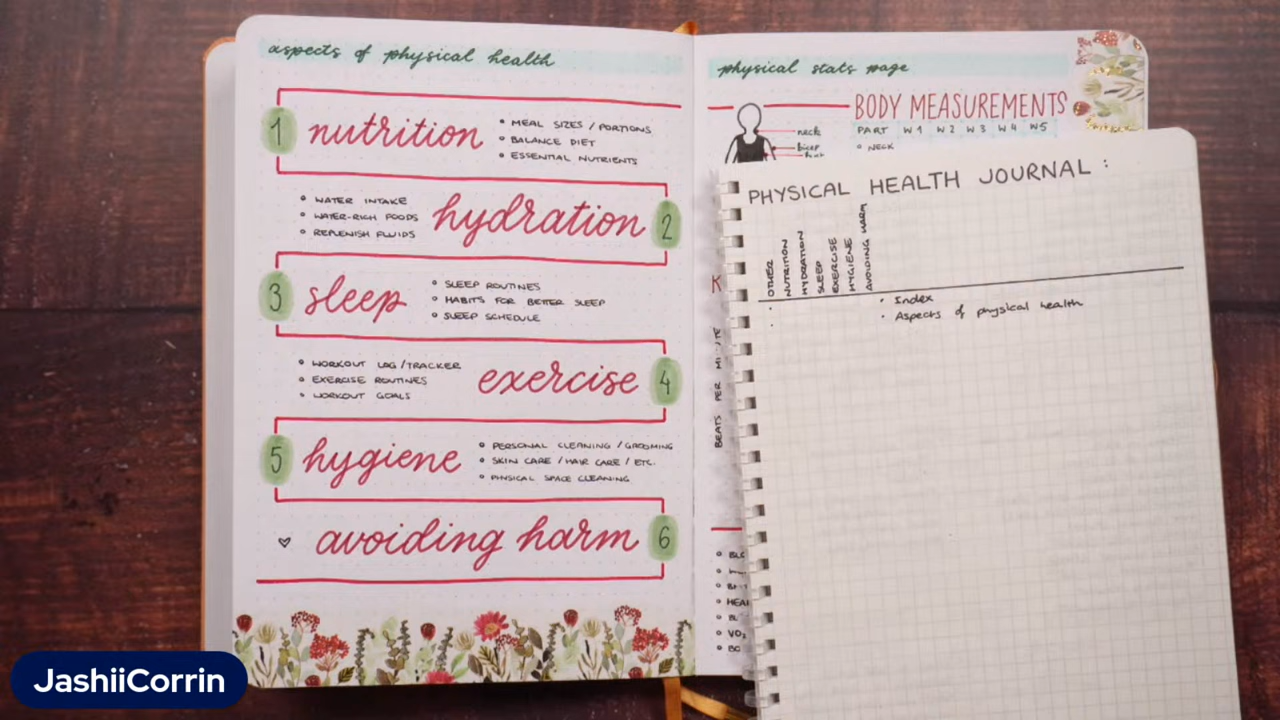 aspects of physical health
1 nutrition
• MEAL SIZES / PORTIONS
• BALANCE DIET
• ESSENTIAL NUTRIENTS
• WATER INTAKE
• WATER-RICH FOODS
• REPLENISH FLUIDS
hydration 2
3 sleep
• SLEEP ROUTINES
• HABITS FOR BETTER SLEEP
• SLEEP SCHEDULE
• WORKOUT LOG / TRACKER
• EXERCISE ROUTINES
• WORKOUT GOALS
exercise 4
5 hygiene
• PERSONAL CLEANING / GROOMING
• SKIN CARE / HAIR CARE / ETC.
• PHYSICAL SPACE CLEANING
avoiding harm 6
physical stats page
BODY MEASUREMENTS
neck
bicep
PART W1 W2 W3 W4 W5
• NECK
K
BEATS PER
PHYSICAL HEALTH JOURNAL :
OTHER
NUTRITION
HYDRATION
SLEEP
EXERCISE
HYGIENE
AVOIDING HARM
• Index
• Aspects of physical health
JashiiCorrin